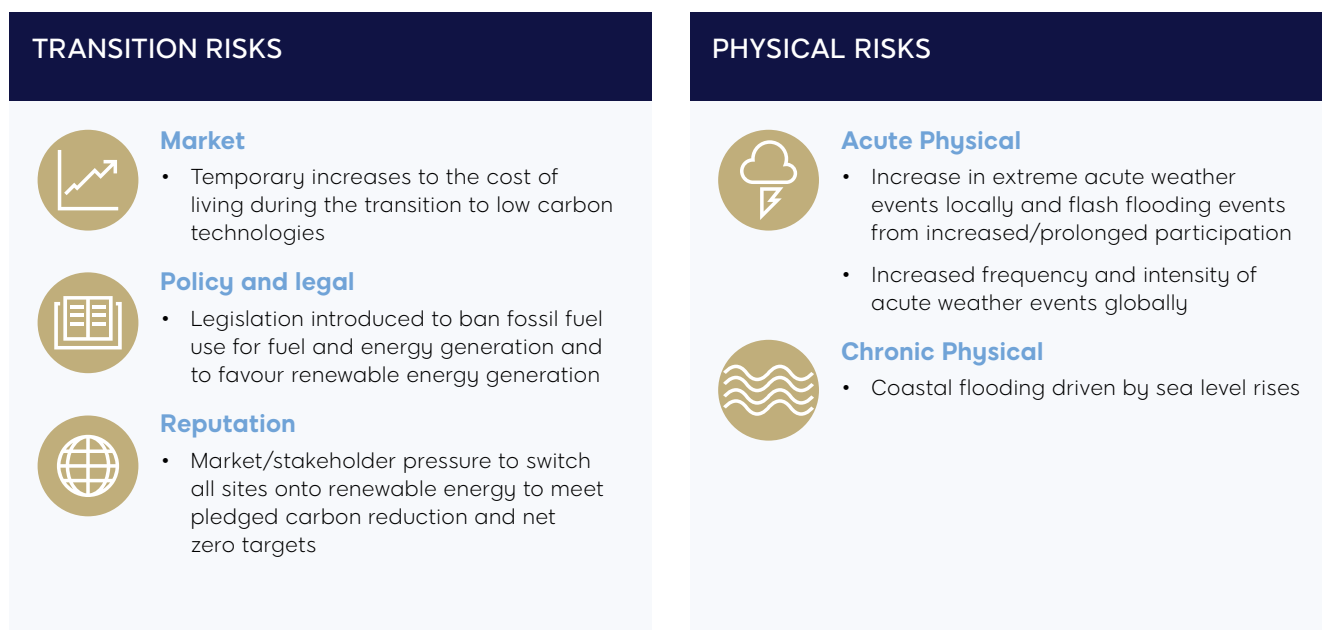 TRANSITION RISKS
Market
• Temporary increases to the cost of
living during the transition to low carbon
technologies
Policy and legal
• Legislation introduced to ban fossil fuel
use for fuel and energy generation and
to favour renewable energy generation
Reputation
• Market/stakeholder pressure to switch
all sites onto renewable energy to meet
pledged carbon reduction and net
zero targets
PHYSICAL RISKS
Acute Physical
• Increase in extreme acute weather
events locally and flash flooding events
from increased/prolonged participation
• Increased frequency and intensity of
acute weather events globally
Chronic Physical
• Coastal flooding driven by sea level rises